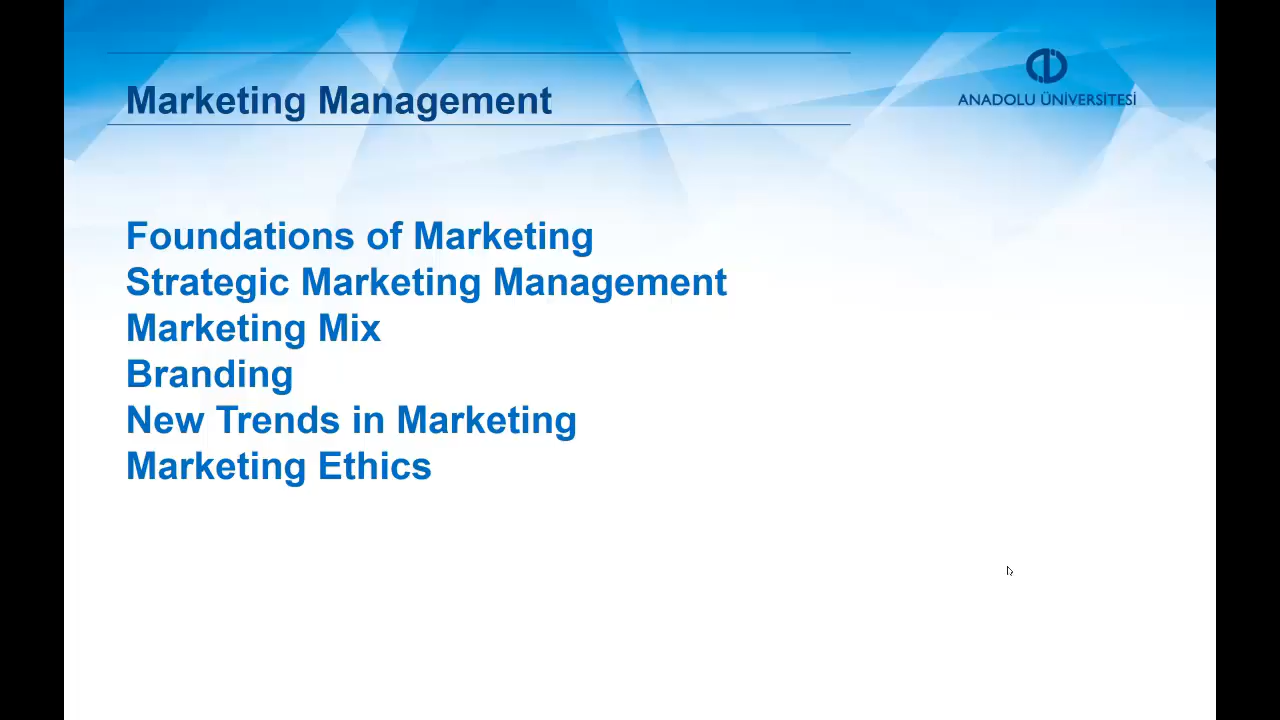 Marketing Management
ANADOLU ÜNİVERSİTESİ
Foundations of Marketing
Strategic Marketing Management
Marketing Mix
Branding
New Trends in Marketing
Marketing Ethics